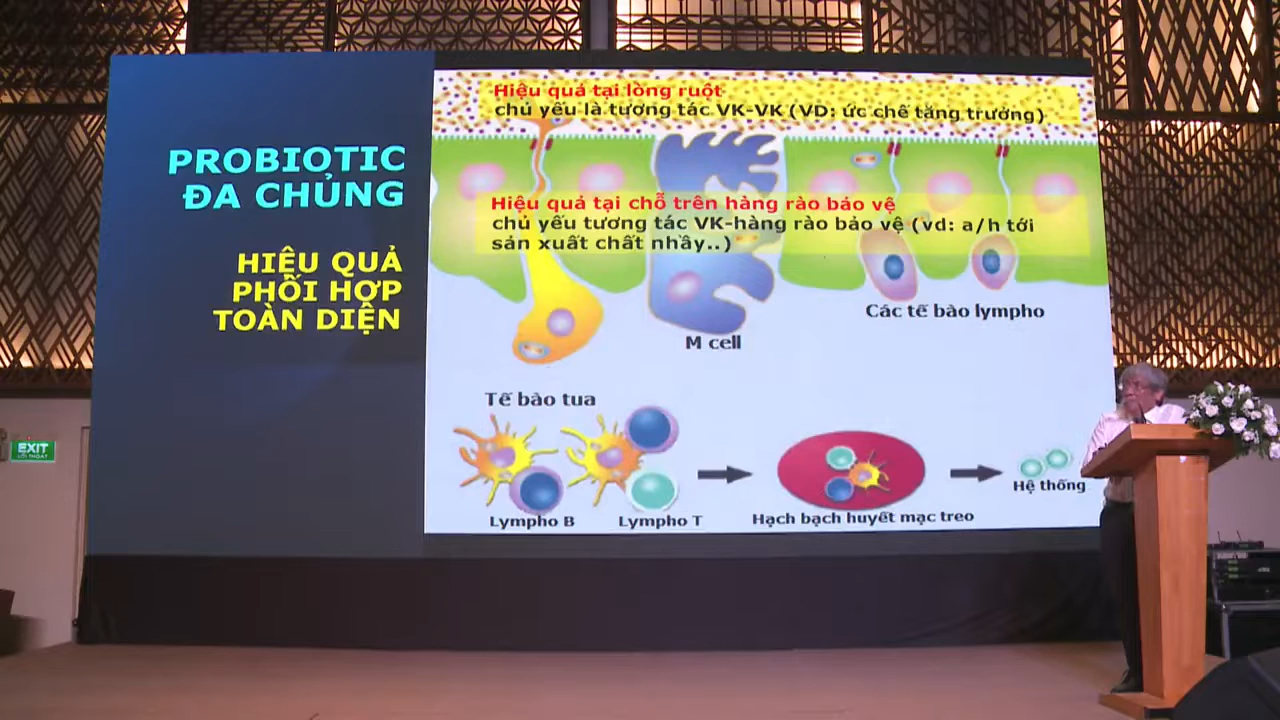 PROBIOTIC
ĐA CHỦNG
HIỆU QUẢ
PHỐI HỢP
TOÀN DIỆN
Hiệu quả tại lòng ruột
chủ yếu là tương tác VK-VK (VD: ức chế tăng trưởng)
Hiệu quả tại chỗ trên hàng rào bảo vệ
chủ yếu tương tác VK-hàng rào bảo vệ (vd: a/h tới
sản xuất chất nhầy..)
Các tế bào lympho
M cell
Tế bào tua
Lympho B
Lympho T
Hạch bạch huyết mạc treo
Hệ thống
EXIT
LỐI THOÁT